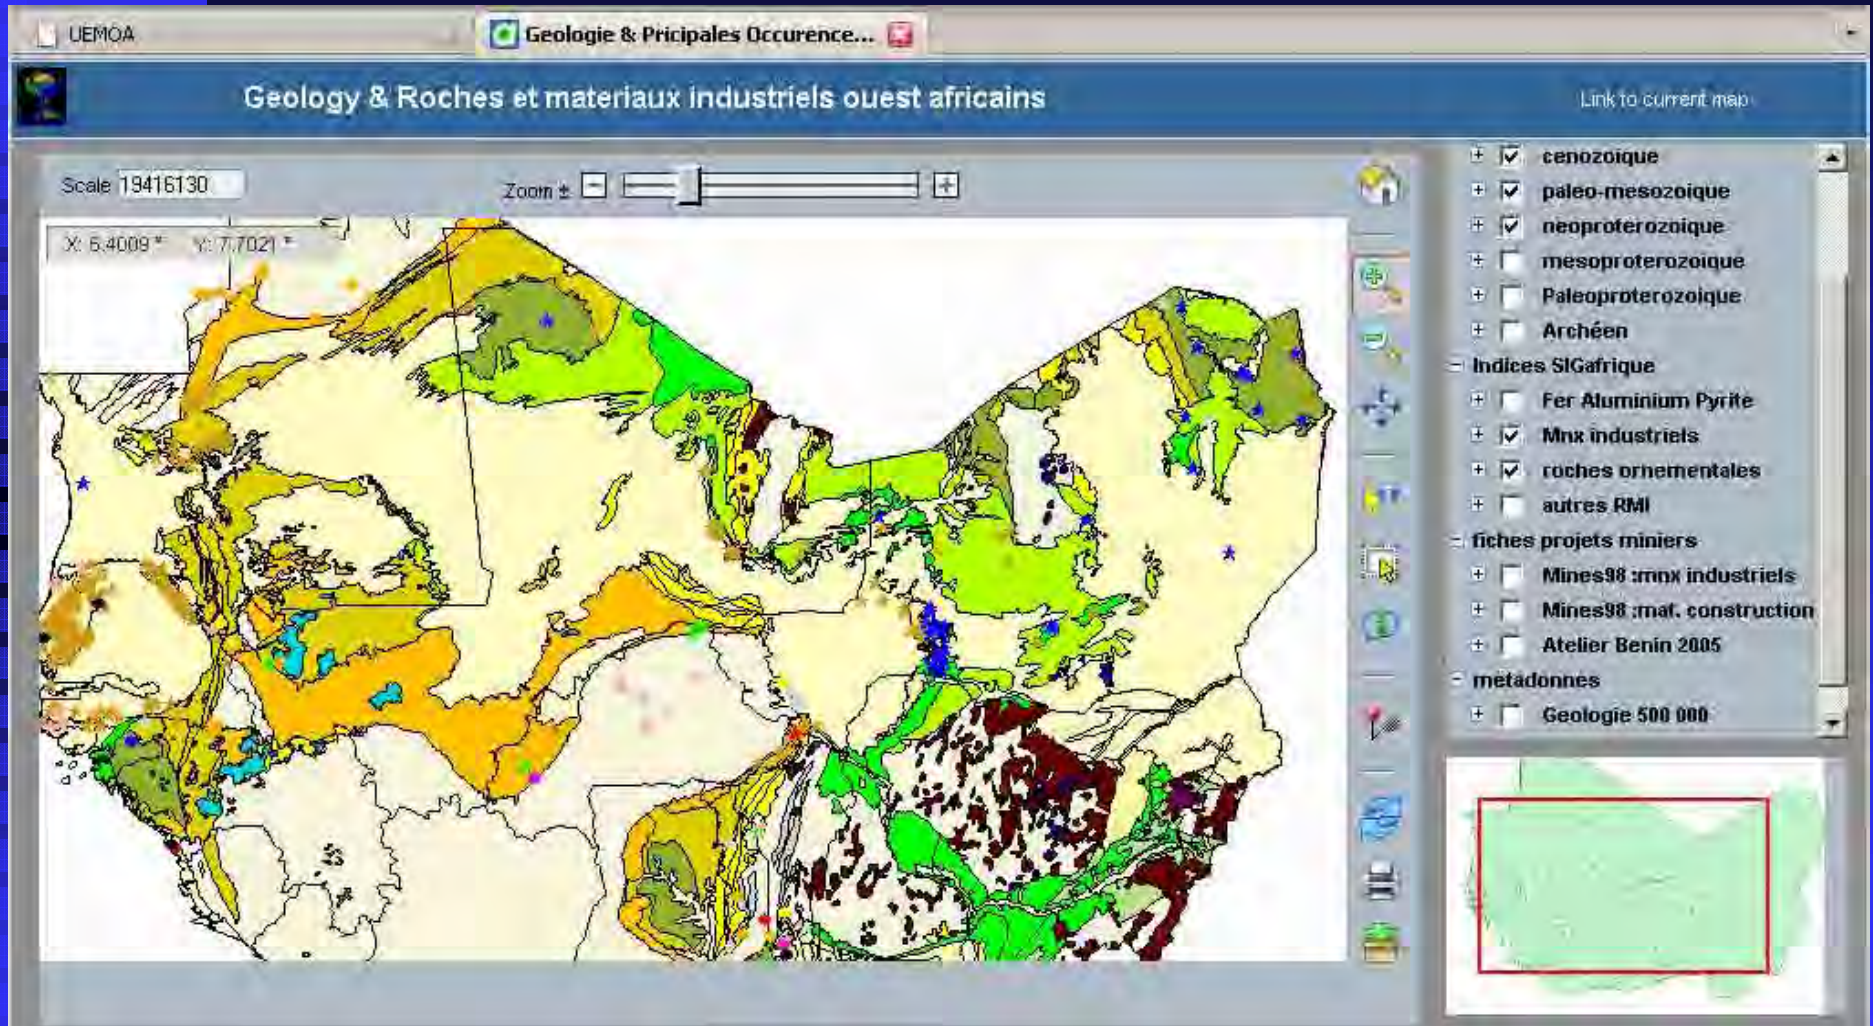 UEMOA
Geologie & Pricipales Occurence...
Geology & Roches et materiaux industriels ouest africains
Link to current map
Scale 19416130
Zoom ±
X: 6.4009 ° Y: 7.7021 °
cenozoique
paleo-mesozoique
neoproterozoique
mesoproterozoique
Paleoproterozoique
Archéen
Indices SIGafrique
Fer Aluminium Pyrite
Mnx industriels
roches ornementales
autres RMI
fiches projets miniers
Mines98 :mnx industriels
Mines98 :mat. construction
Atelier Benin 2005
metadonnes
Geologie 500 000